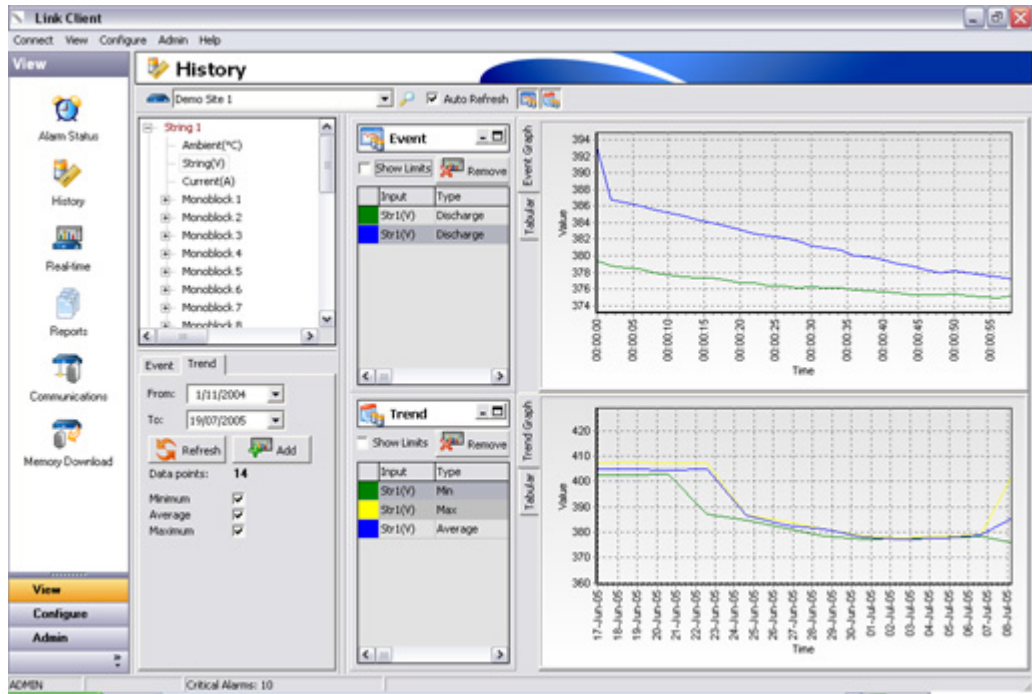 Link Client
Connect View Configure Admin Help
View
History
Demo Site 1
Auto Refresh
Alarm Status
History
Real-time
Reports
Communications
Memory Download
View
Configure
Admin
String 1
Ambient(°C)
String(V)
Current(A)
Monoblock 1
Monoblock 2
Monoblock 3
Monoblock 4
Monoblock 5
Monoblock 6
Monoblock 7
Monoblock 8
Event Trend
From: 1/11/2004
To: 19/07/2005
Refresh Add
Data points: 14
Minimum
Average
Maximum
Event
Show Limits Remove
Input Type
Str1(V) Discharge
Str1(V) Discharge
Event Graph
Tabular
Value
394
392
390
388
386
384
382
380
378
376
374
00:00:00 00:00:05 00:00:10 00:00:15 00:00:20 00:00:25 00:00:30 00:00:35 00:00:40 00:00:45 00:00:50 00:00:55
Time
Trend
Show Limits Remove
Input Type
Str1(V) Min
Str1(V) Max
Str1(V) Average
Trend Graph
Tabular
Value
420
410
400
390
380
370
360
17-Jun-05 18-Jun-05 19-Jun-05 20-Jun-05 21-Jun-05 22-Jun-05 23-Jun-05 24-Jun-05 25-Jun-05 26-Jun-05 27-Jun-05 28-Jun-05 29-Jun-05 30-Jun-05 01-Jul-05 02-Jul-05 03-Jul-05 04-Jul-05 05-Jul-05 06-Jul-05 07-Jul-05 08-Jul-05
Time
ADMIN Critical Alarms: 10